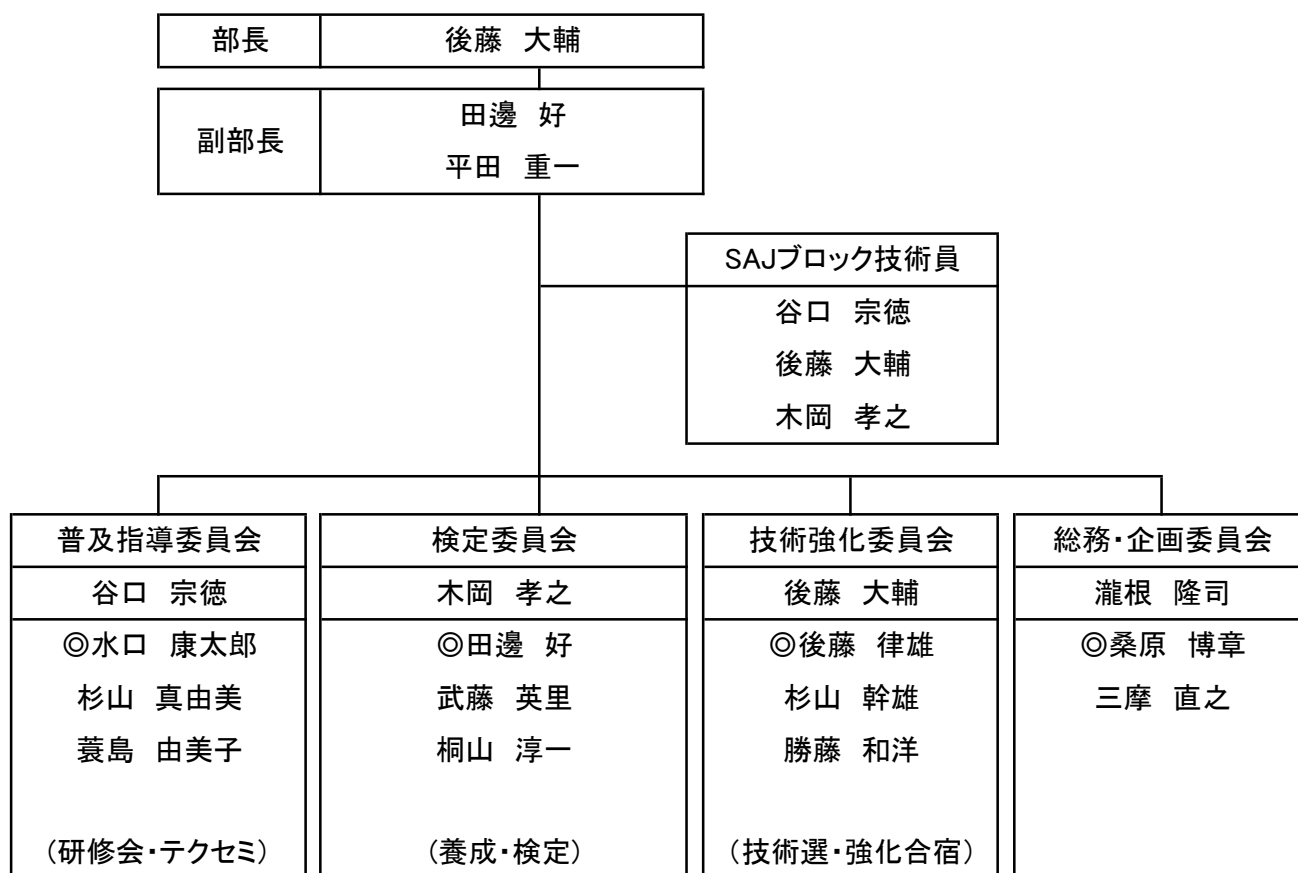 部長 後藤 大輔
副部長 田邊 好
平田 重一
SAJブロック技術員
谷口 宗徳
後藤 大輔
木岡 孝之
普及指導委員会
谷口 宗徳
◎水口 康太郎
杉山 真由美
蓑島 由美子
(研修会・テクセミ)
検定委員会
木岡 孝之
◎田邊 好
武藤 英里
桐山 淳一
(養成・検定)
技術強化委員会
後藤 大輔
◎後藤 律雄
杉山 幹雄
勝藤 和洋
(技術選・強化合宿)
総務・企画委員会
瀧根 隆司
◎桑原 博章
三摩 直之